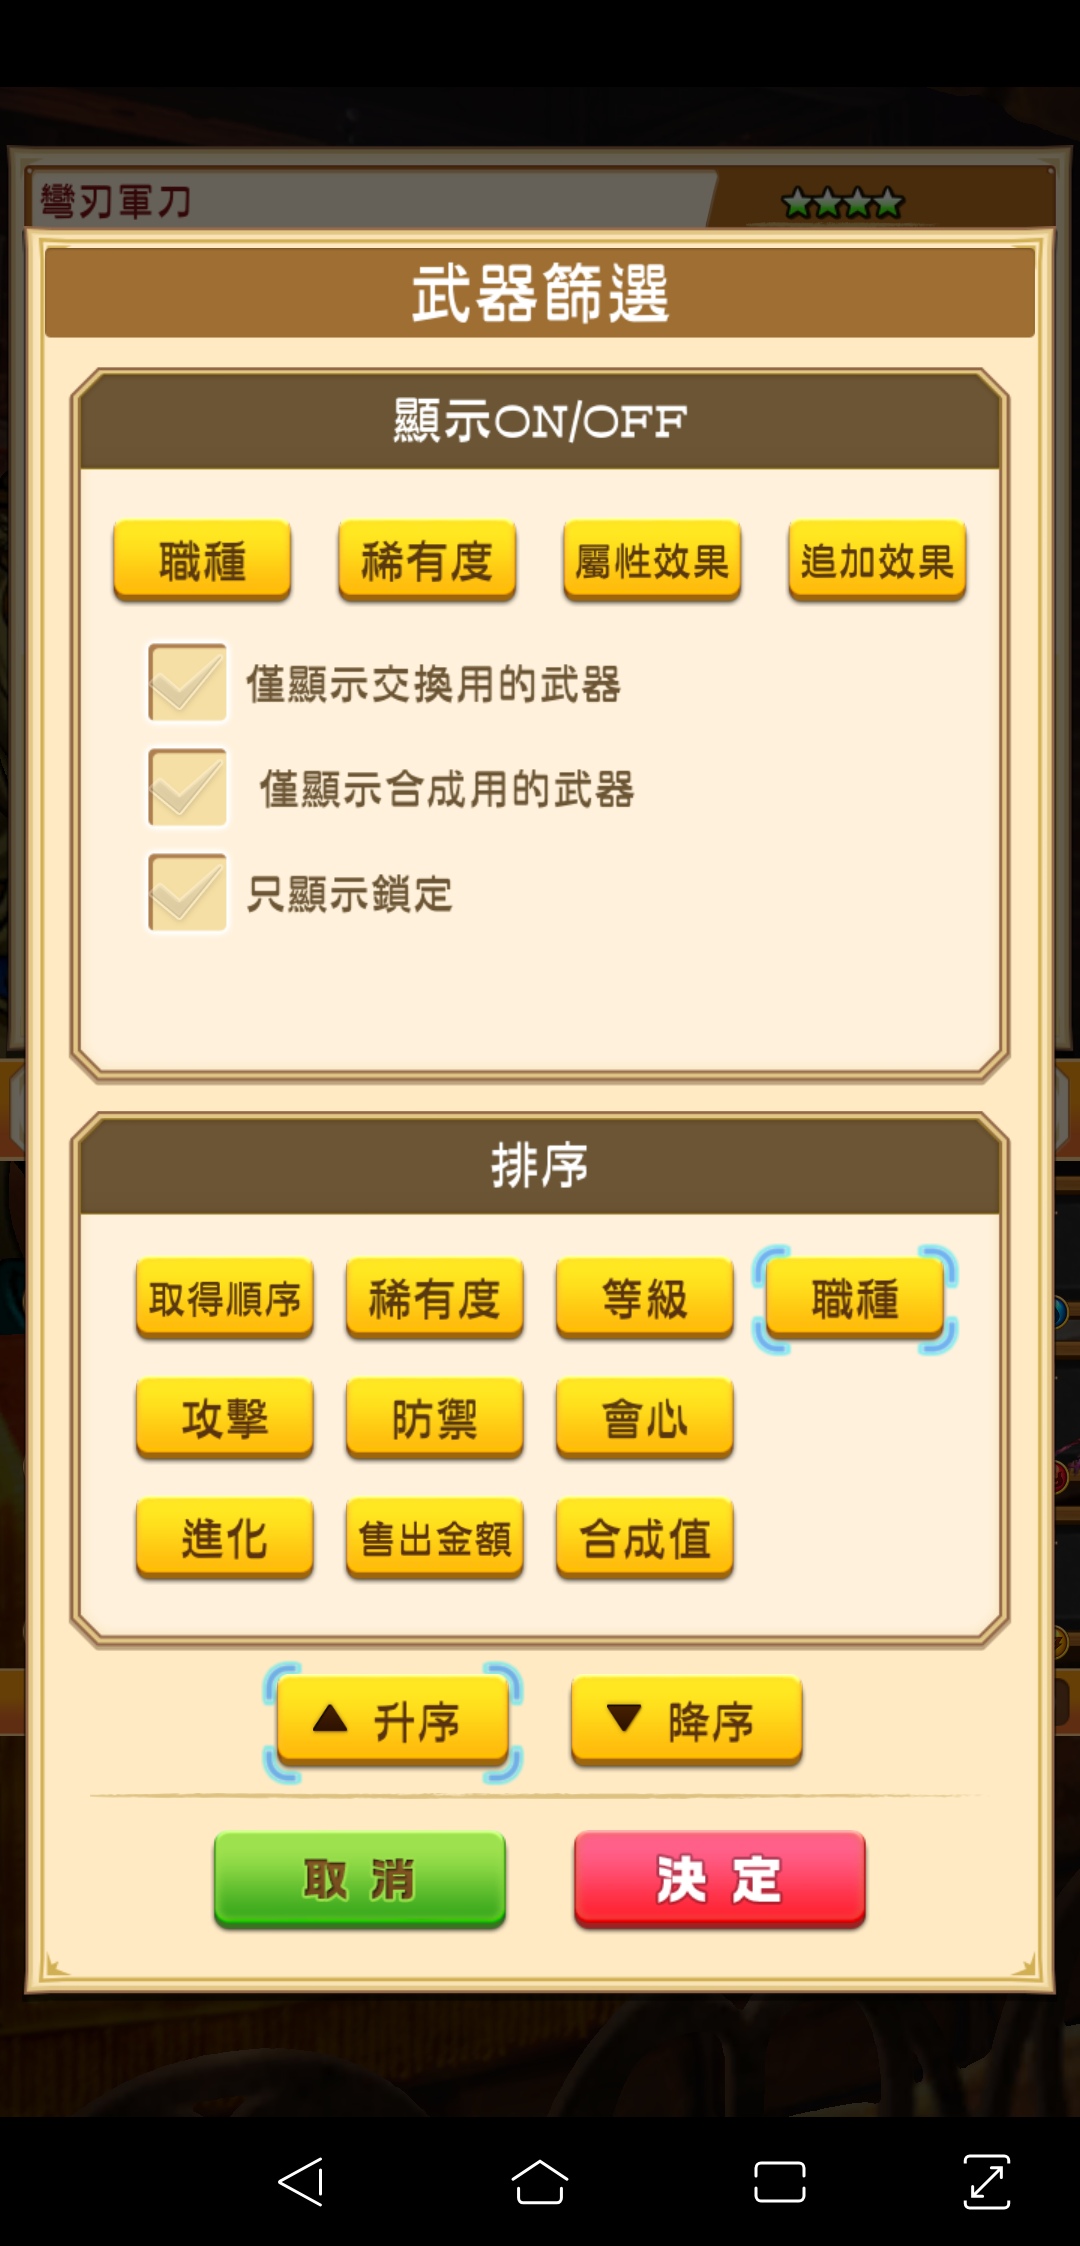 彎刃軍刀
武器篩選
顯示ON/OFF
職種 稀有度 屬性效果 追加效果
僅顯示交換用的武器
僅顯示合成用的武器
只顯示鎖定
排序
取得順序 稀有度 等級 職種
攻擊 防禦 會心
進化 售出金額 合成值
▲ 升序 ▼ 降序
取消 決定